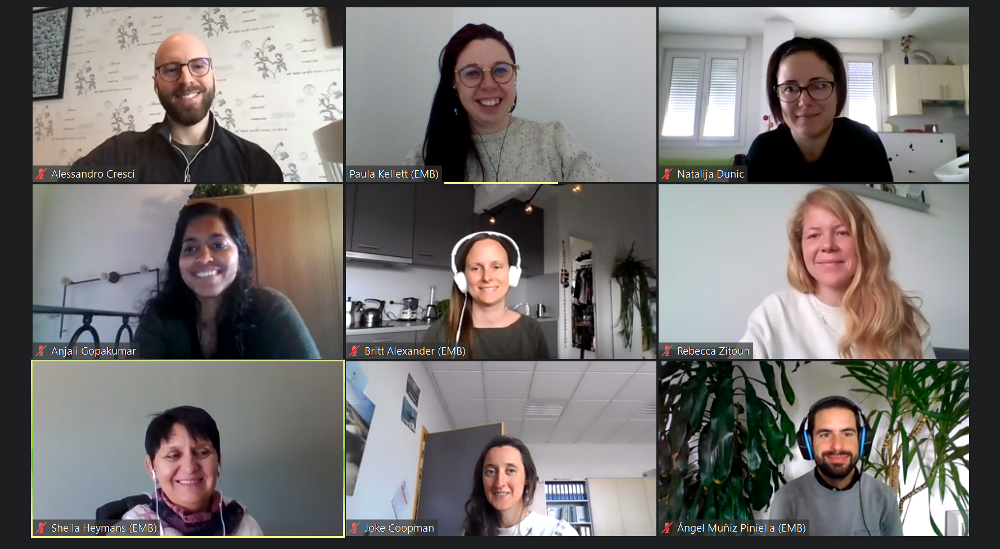 Alessandro Cresci
Paula Kellett (EMB)
Natalija Dunic
Anjali Gopakumar
Britt Alexander (EMB)
Rebecca Zitoun
Sheila Heymans (EMB)
Joke Coopman
Ángel Muñiz Piniella (EMB)